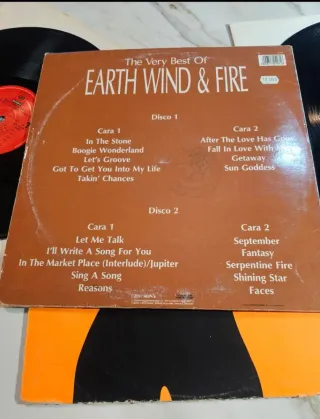 The Very Best Of
EARTH WIND & FIRE
Disco 1
Cara 1
In The Stone
Boogie Wonderland
Let's Groove
Got To Get You Into My Life
Takin' Chances
Cara 2
After The Love Has Gone
Fall In Love With
Getaway
Sun Goddess
Disco 2
Cara 1
Let Me Talk
I'll Write A Song For You
In The Market Place (Interlude)/Jupiter
Sing A Song
Reasons
Cara 2
September
Fantasy
Serpentine Fire
Shining Star
Faces